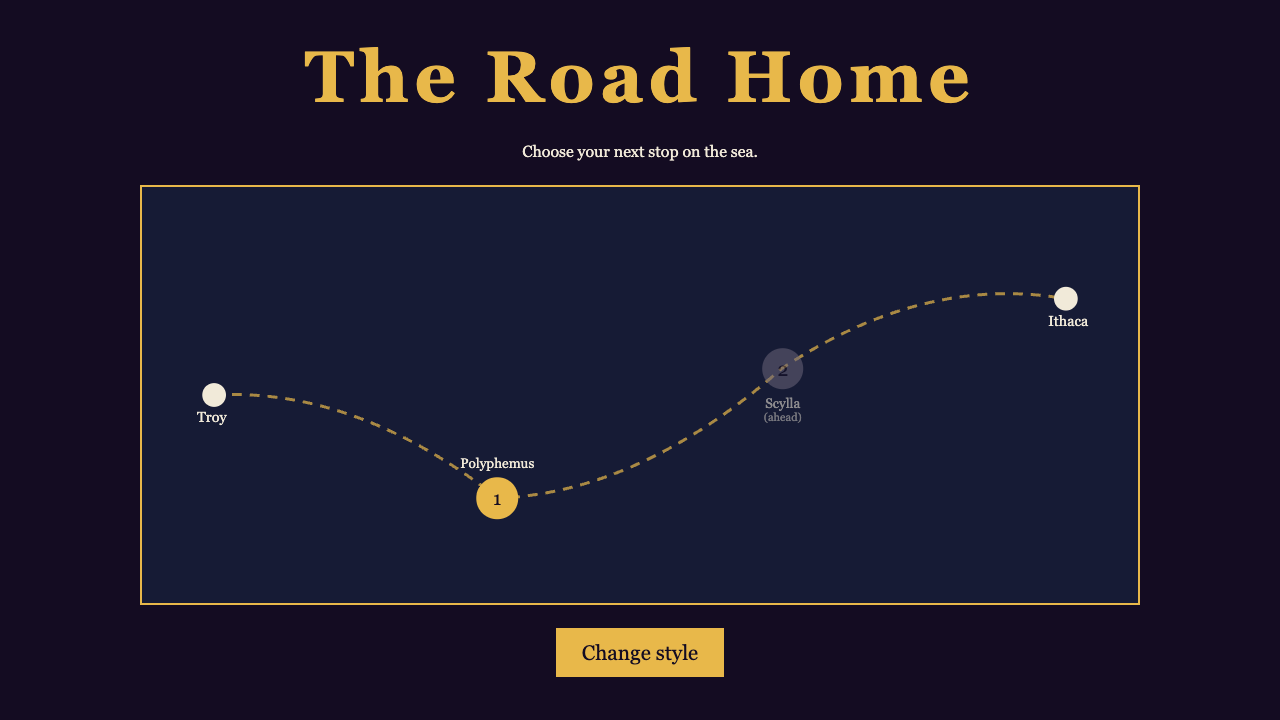 The Road Home
Choose your next stop on the sea.
Ithaca
2
Scylla
(ahead)
Troy
Polyphemus
1
Change style